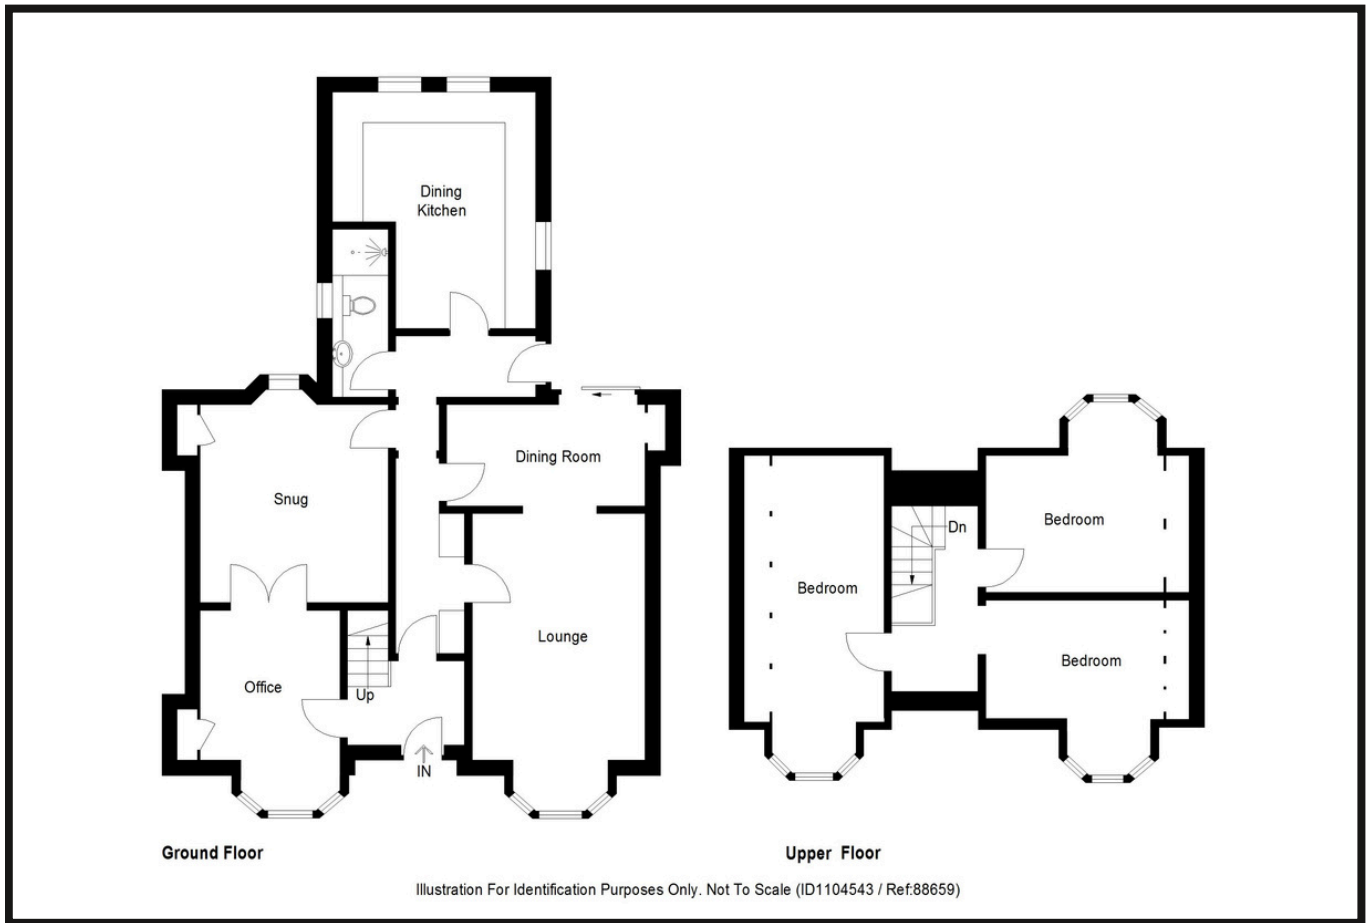 Dining
Kitchen
Dining Room
Snug
Lounge
Office
Up
IN
Dn
Bedroom
Bedroom
Bedroom
Ground Floor
Upper Floor
Illustration For Identification Purposes Only. Not To Scale (ID1104543 / Ref:88659)